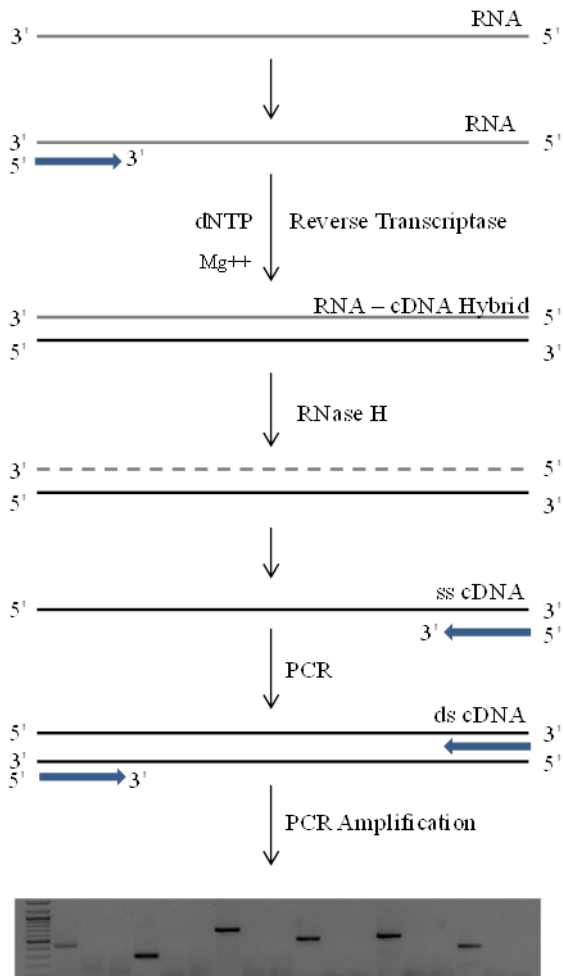 RNA
3' 5'
RNA
3' 5'
5' 3'
dNTP Reverse Transcriptase
Mg++
RNA – cDNA Hybrid
3' 5'
5' 3'
RNase H
3' 5'
5' 3'
ss cDNA
5' 3'
3' 5'
PCR
ds cDNA
5' 3'
3' 5'
5' 3'
PCR Amplification